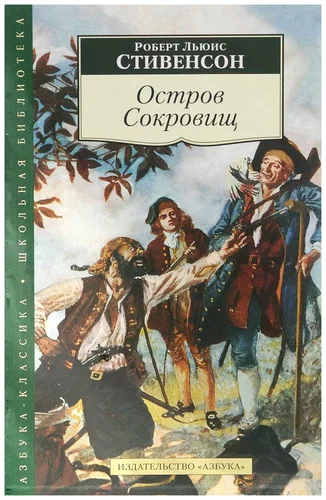 Роберт Льюис
СТИВЕНСОН
Остров
Сокровищ
АЗБУКА-КЛАССИКА • ШКОЛЬНАЯ БИБЛИОТЕКА
ИЗДАТЕЛЬСТВО «АЗБУКА»